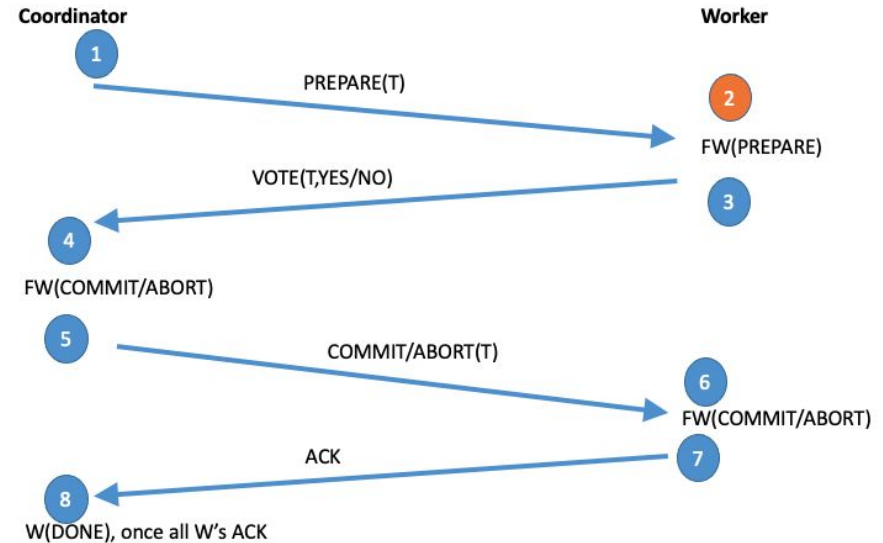 Coordinator
Worker
1
PREPARE(T)
2
FW(PREPARE)
VOTE(T,YES/NO)
3
4
FW(COMMIT/ABORT)
5
COMMIT/ABORT(T)
6
FW(COMMIT/ABORT)
ACK
7
8
W(DONE), once all W's ACK